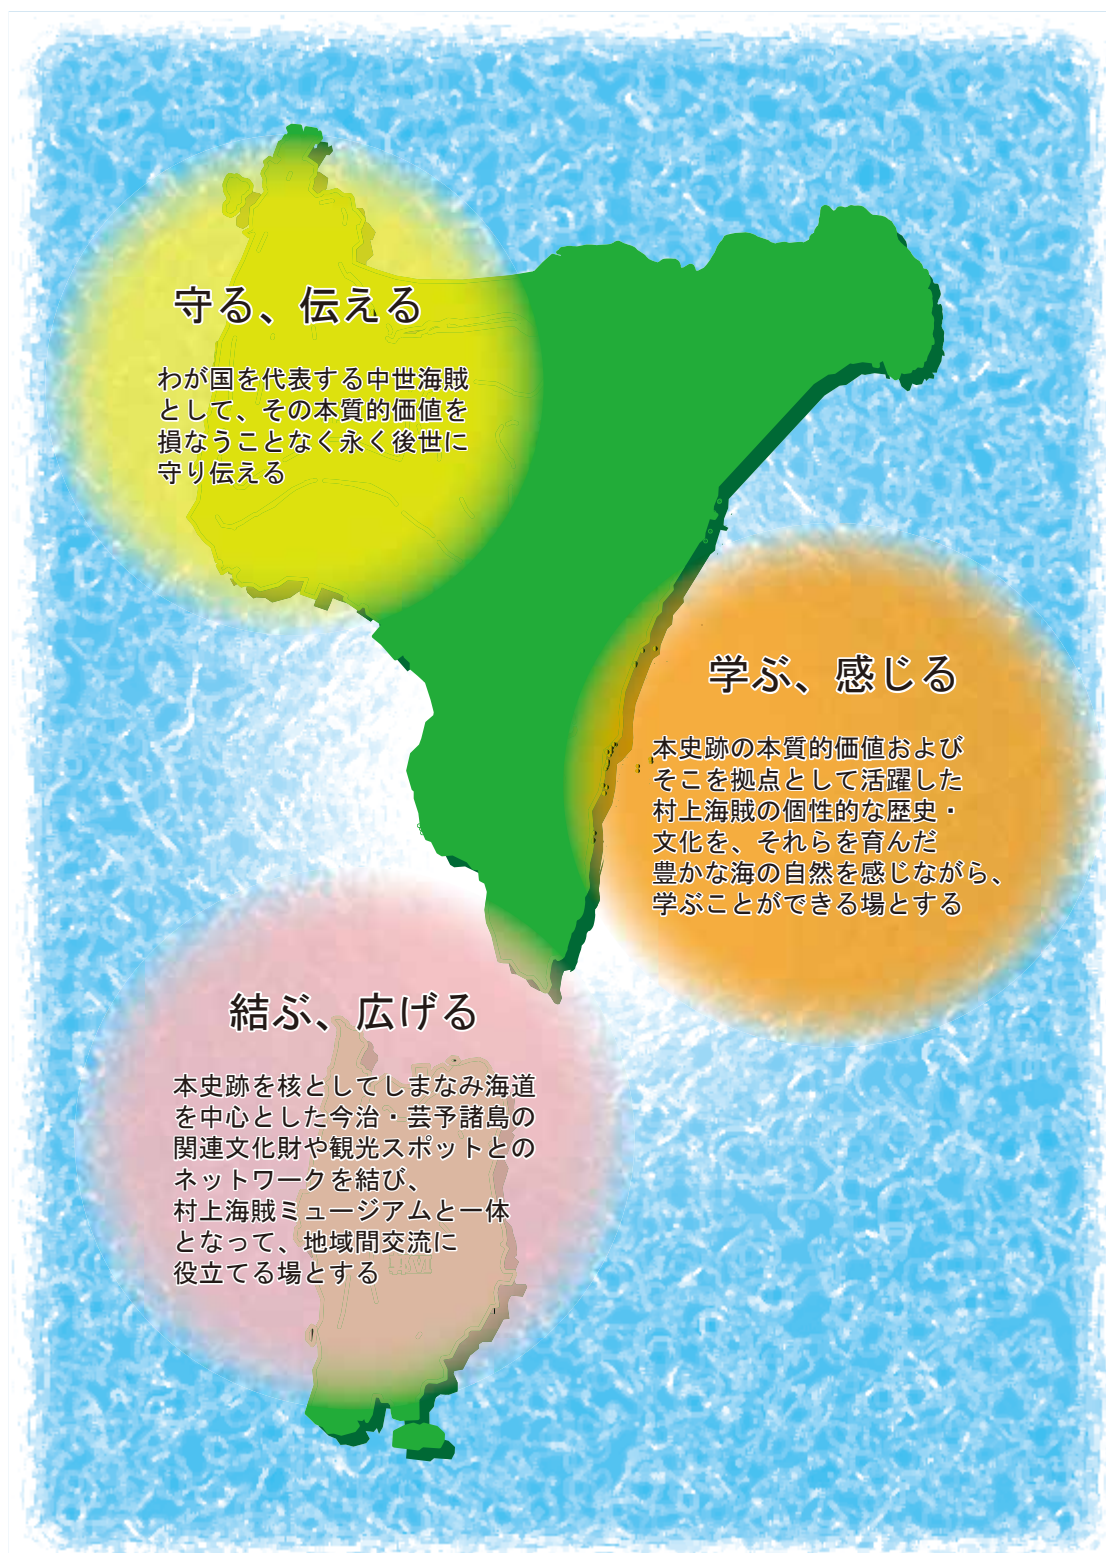 守る、伝える
わが国を代表する中世海賊
として、その本質的価値を
損なうことなく永く後世に
守り伝える
学ぶ、感じる
本史跡の本質的価値および
そこを拠点として活躍した
村上海賊の個性的な歴史・
文化を、それらを育んだ
豊かな海の自然を感じながら、
学ぶことができる場とする
結ぶ、広げる
本史跡を核としてしまなみ海道
を中心とした今治・芸予諸島の
関連文化財や観光スポットとの
ネットワークを結び、
村上海賊ミュージアムと一体
となって、地域間交流に
役立てる場とする